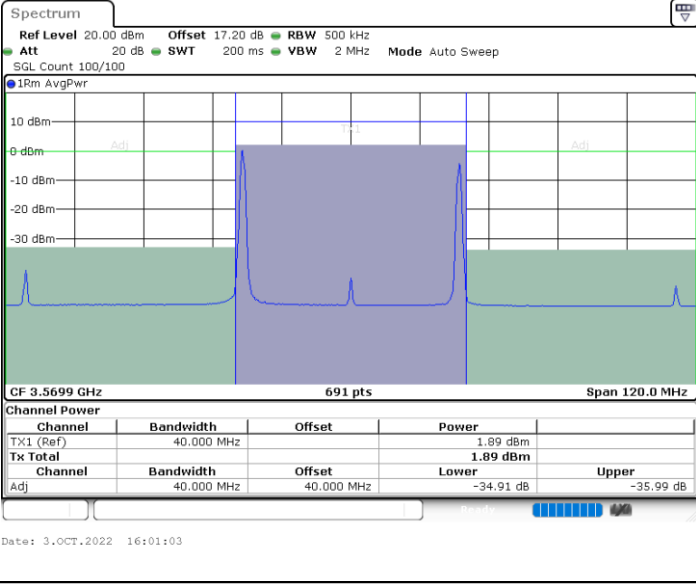 Spectrum
Ref Level 20.00 dBm Offset 17.20 dB RBW 500 kHz
Att 20 dB SWT 200 ms VBW 2 MHz Mode Auto Sweep
SGL Count 100/100
1Rm AvgPwr
10 dBm
TX1
Adj
Adj
0 dBm
-10 dBm
-20 dBm
-30 dBm
CF 3.5699 GHz 691 pts Span 120.0 MHz
Channel Power
Channel Bandwidth Offset Power
TX1 (Ref) 40.000 MHz 1.89 dBm
Tx Total 1.89 dBm
Channel Bandwidth Offset Lower Upper
Adj 40.000 MHz 40.000 MHz -34.91 dB -35.99 dB
Ready
Date: 3.OCT.2022 16:01:03